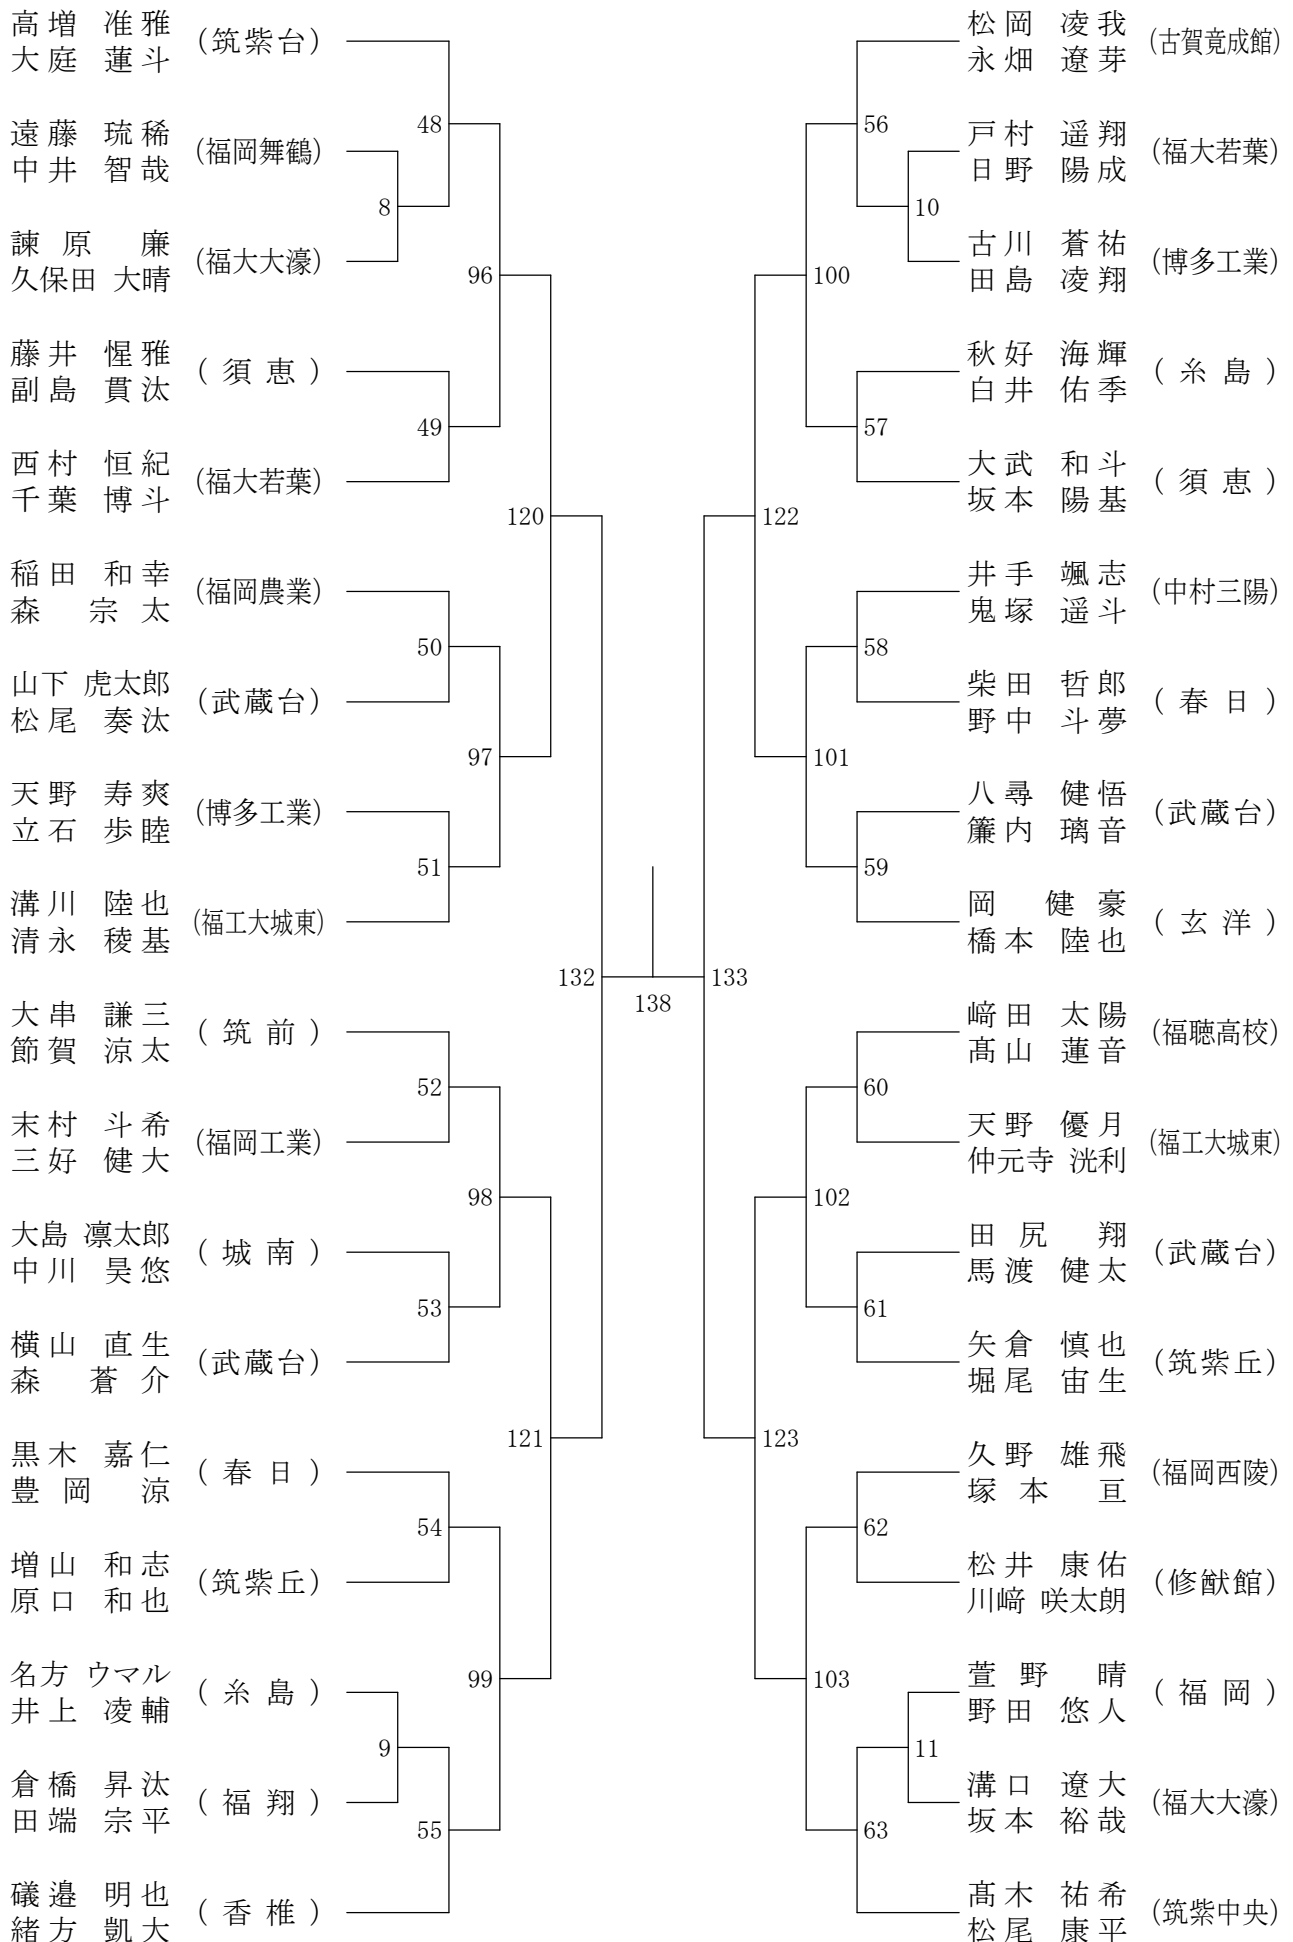 高増 准雅
大庭 蓮斗
(筑紫台)
遠藤 琉稀
中井 智哉
(福岡舞鶴)
8
48
諫原 廉
久保田 大晴
(福大大濠)
96
藤井 惺雅
副島 貫汰
(須恵)
49
西村 恒紀
千葉 博斗
(福大若葉)
120
稲田 和幸
森 宗太
(福岡農業)
50
山下 虎太郎
松尾 奏汰
(武蔵台)
97
天野 寿爽
立石 歩睦
(博多工業)
51
溝川 陸也
清永 稜基
(福工大城東)
132
大串 謙三
節賀 涼太
(筑前)
52
末村 斗希
三好 健大
(福岡工業)
98
大島 凛太郎
中川 昊悠
(城南)
53
横山 直生
森 蒼介
(武蔵台)
121
黒木 嘉仁
豊岡 涼
(春日)
54
増山 和志
原口 和也
(筑紫丘)
99
名方 ウマル
井上 凌輔
(糸島)
9
倉橋 昇汰
田端 宗平
(福翔)
55
礒邉 明也
緒方 凱大
(香椎)
138
松岡 凌我
永畑 遼芽
(古賀竟成館)
56
戸村 遥翔
日野 陽成
(福大若葉)
10
古川 蒼祐
田島 凌翔
(博多工業)
100
秋好 海輝
白井 佑季
(糸島)
57
大武 和斗
坂本 陽基
(須恵)
122
井手 颯志
鬼塚 遥斗
(中村三陽)
58
柴田 哲郎
野中 斗夢
(春日)
101
八尋 健悟
簾内 璃音
(武蔵台)
59
岡 健豪
橋本 陸也
(玄洋)
133
﨑田 太陽
髙山 蓮音
(福聴高校)
60
天野 優月
仲元寺 洸利
(福工大城東)
102
田尻 翔
馬渡 健太
(武蔵台)
61
矢倉 慎也
堀尾 宙生
(筑紫丘)
123
久野 雄飛
塚本 亘
(福岡西陵)
62
松井 康佑
川﨑 咲太朗
(修猷館)
103
萱野 晴
野田 悠人
(福岡)
11
溝口 遼大
坂本 裕哉
(福大大濠)
63
髙木 祐希
松尾 康平
(筑紫中央)